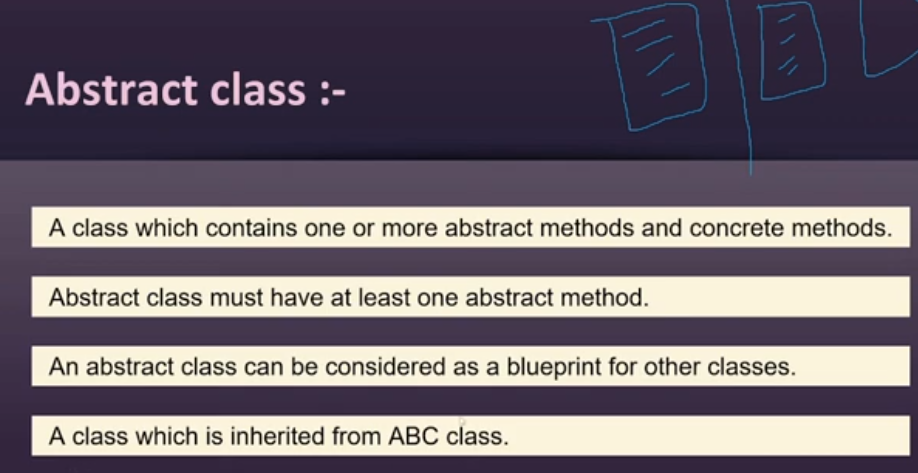 Abstract class :-
A class which contains one or more abstract methods and concrete methods.
Abstract class must have at least one abstract method.
An abstract class can be considered as a blueprint for other classes.
A class which is inherited from ABC class.